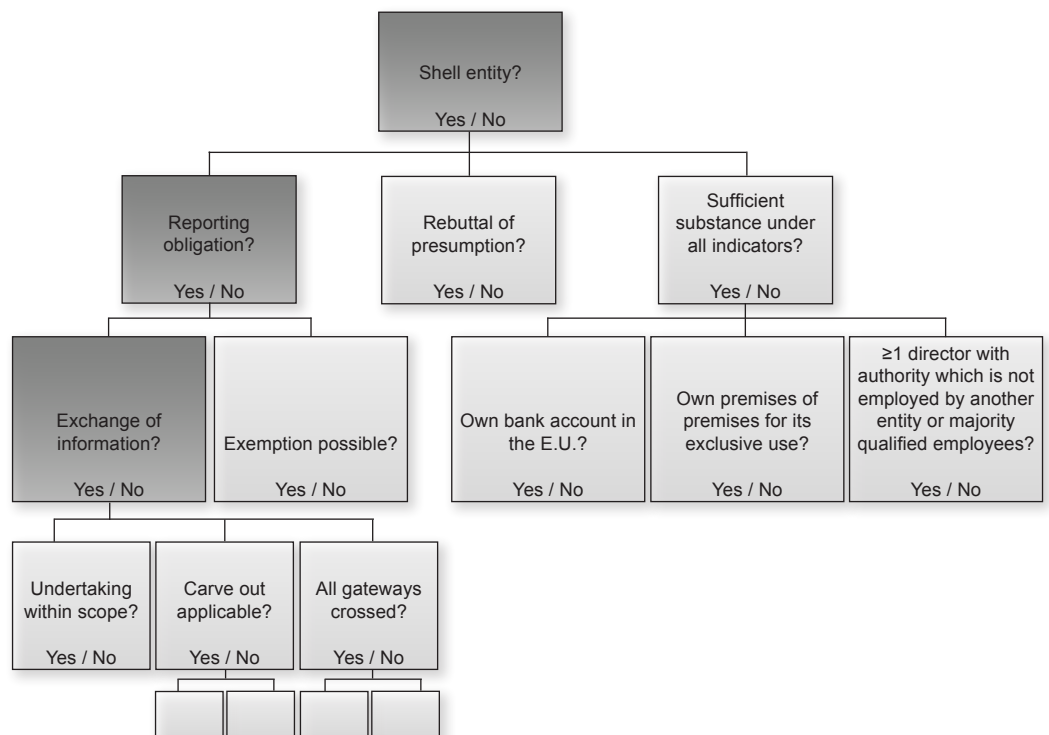 Shell entity?
Yes / No
Reporting
obligation?
Yes / No
Rebuttal of
presumption?
Yes / No
Sufficient
substance under
all indicators?
Yes / No
Exchange of
information?
Yes / No
Exemption possible?
Yes / No
Own bank account in
the E.U.?
Yes / No
Own premises of
premises for its
exclusive use?
Yes / No
≥1 director with
authority which is not
employed by another
entity or majority
qualified employees?
Yes / No
Undertaking
within scope?
Yes / No
Carve out
applicable?
Yes / No
All gateways
crossed?
Yes / No